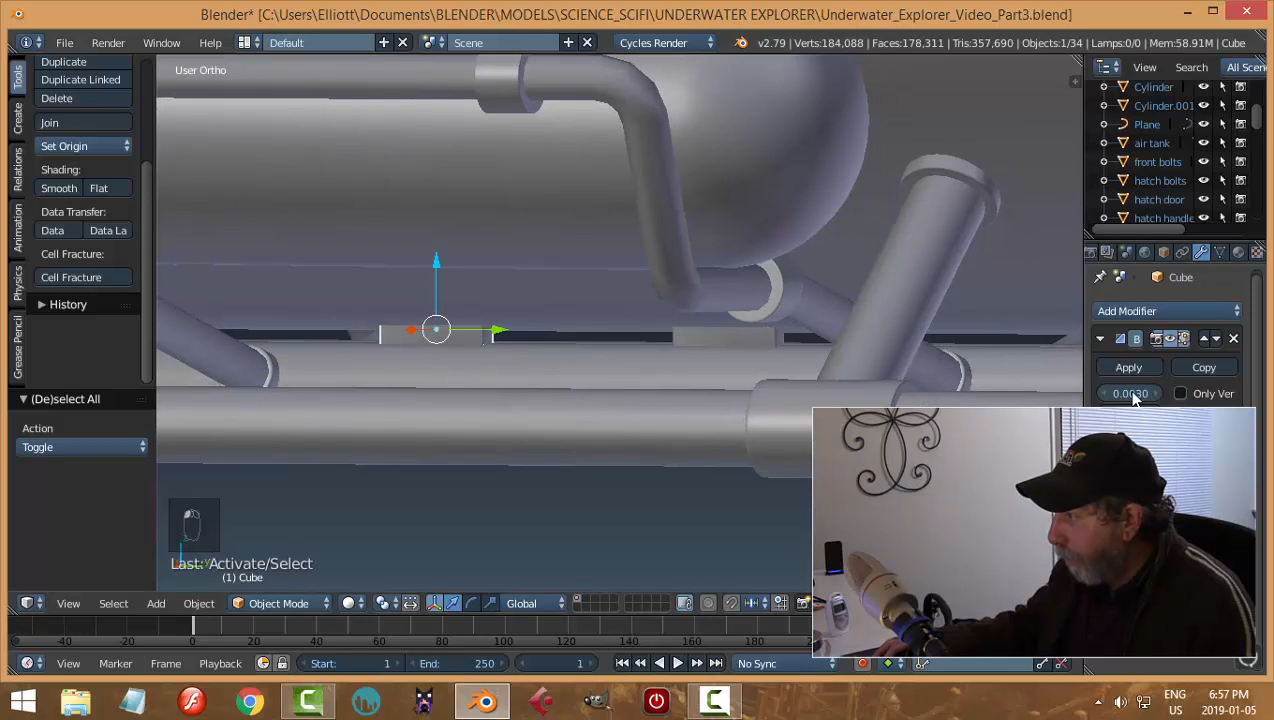 Blender* [C:\Users\Elliott\Documents\BLENDER\MODELS\SCIENCE_SCIFI\UNDERWATER EXPLORER\Underwater_Explorer_Video_Part3.blend]
File Render Window Help Default Scene Cycles Render v2.79 | Verts:184,088 | Faces:178,311 | Tris:357,690 | Objects:1/34 | Lamps:0/0 | Mem:58.91M | Cube
Tools
Create
Relations
Animation
Physics
Grease Pencil
Duplicate
Duplicate Linked
Delete
Join
Set Origin
Shading:
Smooth Flat
Data Transfer:
Data Data La
Cell Fracture:
Cell Fracture
History
(De)select All
Action
Toggle
User Ortho
Last: Activate/Select
(1) Cube
View Search All Scen
Cylinder
Cylinder.001
Plane
air tank
front bolts
hatch bolts
hatch door
hatch handle
Cube
Add Modifier
B
Apply Copy
0.0030 Only Ver
View Select Add Object Object Mode Global
-40 -20 0 20 40 60 80 100 120 140 160
View Marker Frame Playback Start: 1 End: 250 1 No Sync
ENG
US
6:57 PM
2019-01-05